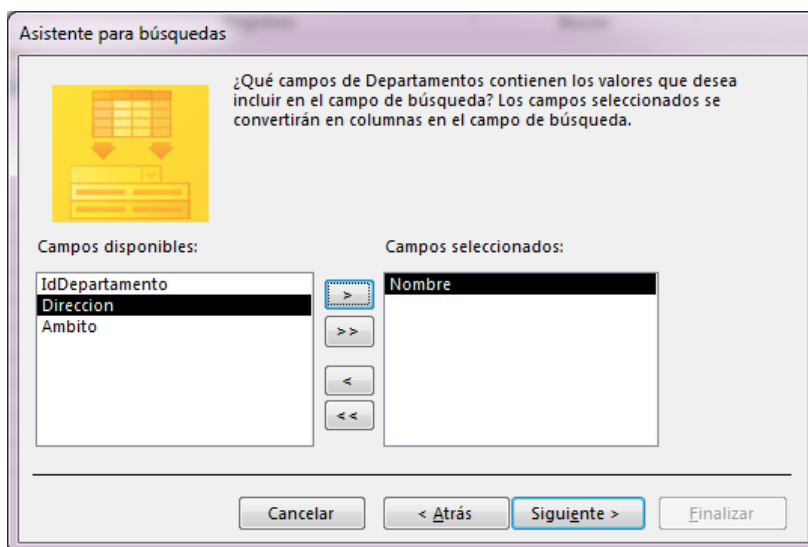 Asistente para búsquedas
¿Qué campos de Departamentos contienen los valores que desea
incluir en el campo de búsqueda? Los campos seleccionados se
convertirán en columnas en el campo de búsqueda.
Campos disponibles:
Campos seleccionados:
IdDepartamento
Direccion
Ambito
>
>>
<
<<
Nombre
Cancelar
< Atrás
Siguiente >
Finalizar